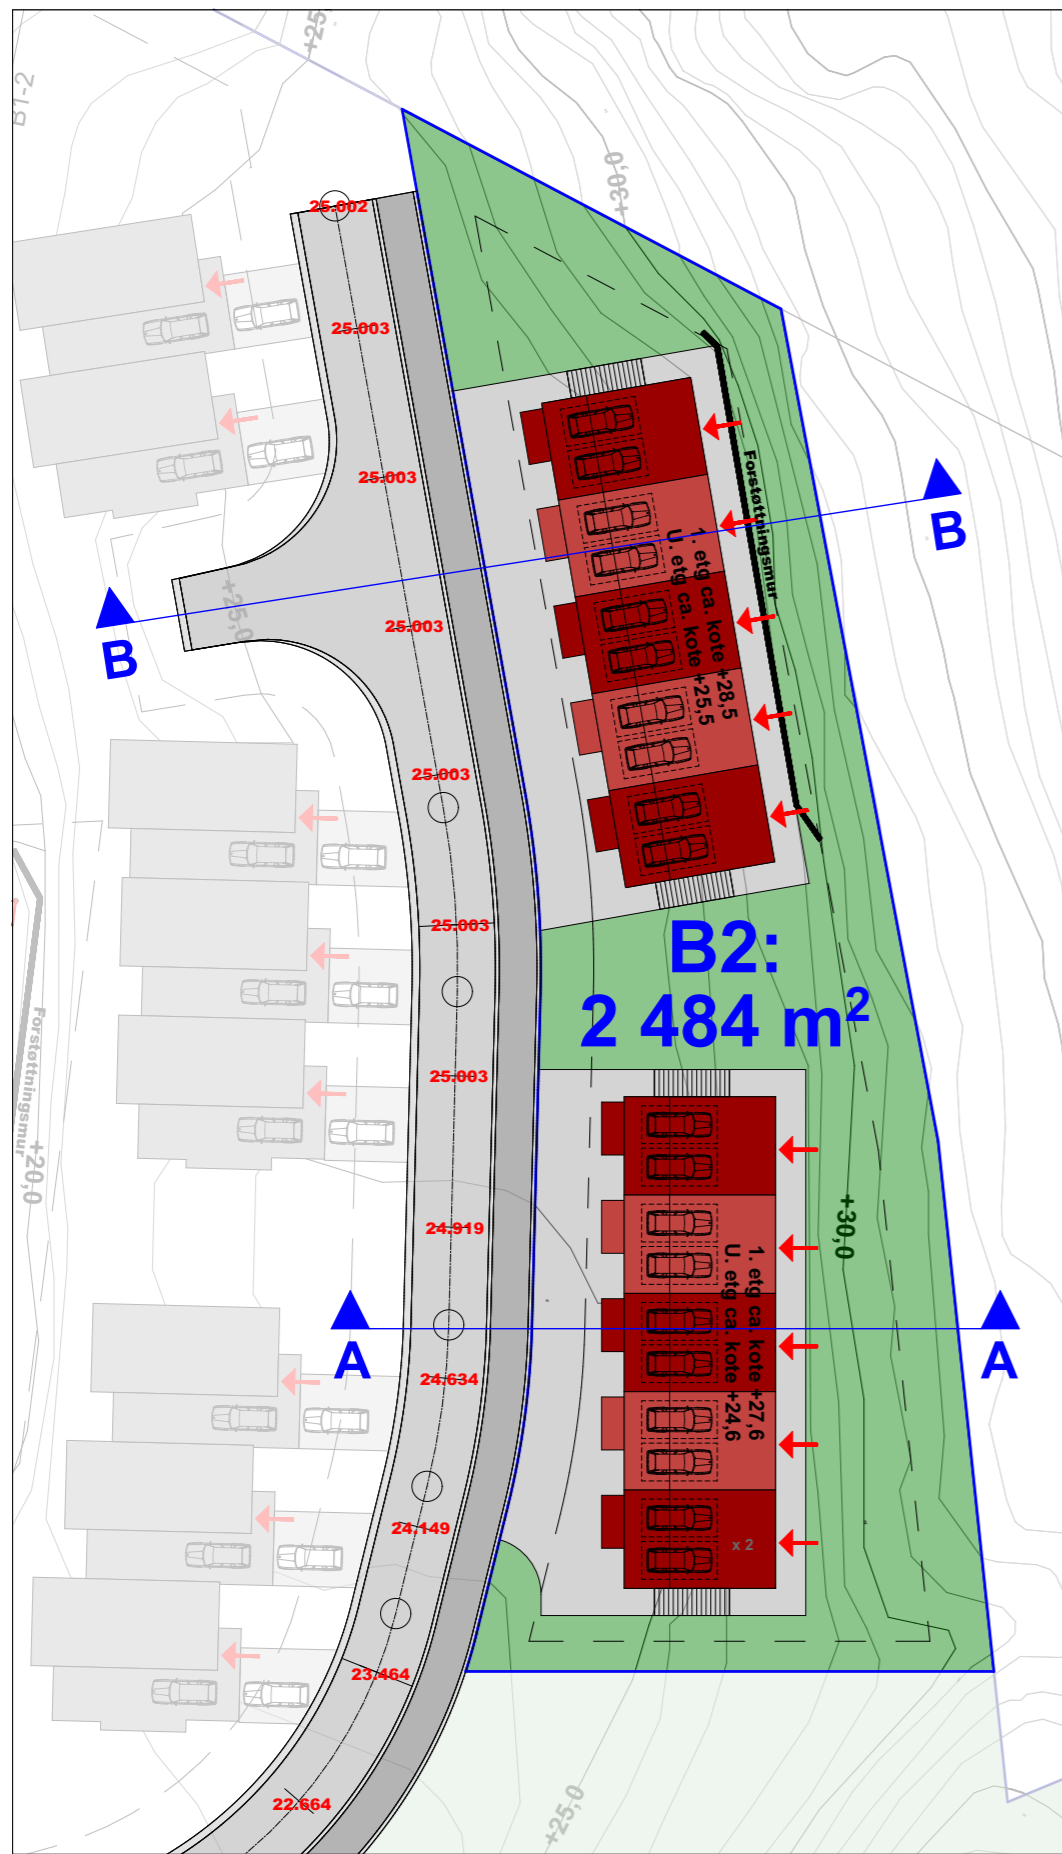 +25,
B1-2
+30,0
25.002
25.003
25.003
Forstøttningsmur
B
1. etg ca. kote +28,5
U. etg ca. kote +25,5
+25,0
25.003
B
25.003
25.003
B2:
2 484 m²
Forstøttningsmur
25.003
+20,0
24.919
+30,0
1. etg ca. kote +27,6
U. etg ca. kote +24,6
A
A
24.634
24.149
x 2
23.464
22.664
+25,0